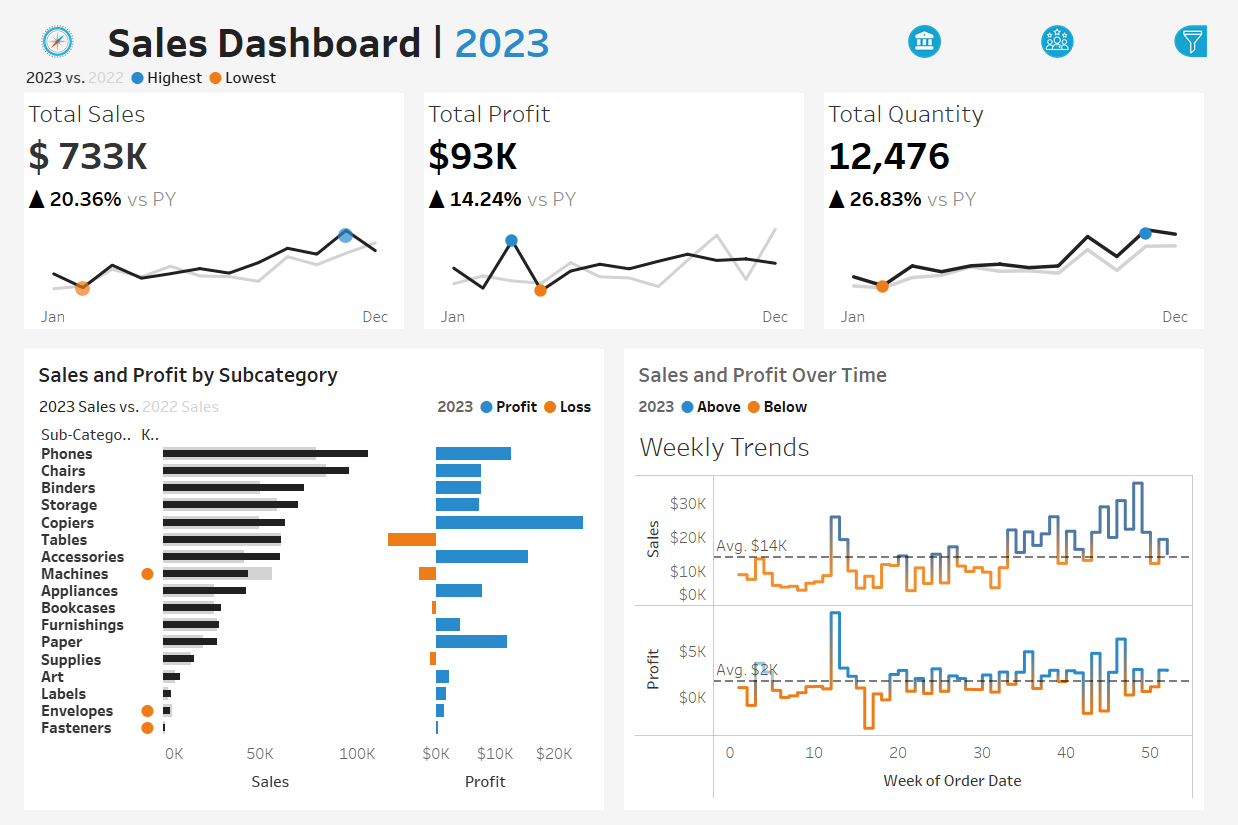 Sales Dashboard | 2023
2023 vs. 2022 Highest Lowest
Total Sales
$ 733K
▲ 20.36% vs PY
Jan Dec
Total Profit
$93K
▲ 14.24% vs PY
Jan Dec
Total Quantity
12,476
▲ 26.83% vs PY
Jan Dec
Sales and Profit by Subcategory
2023 Sales vs. 2022 Sales
2023 Profit Loss
Sub-Catego.. K..
Phones
Chairs
Binders
Storage
Copiers
Tables
Accessories
Machines
Appliances
Bookcases
Furnishings
Paper
Supplies
Art
Labels
Envelopes
Fasteners
0K 50K 100K
$0K $10K $20K
Sales
Profit
Sales and Profit Over Time
2023 Above Below
Weekly Trends
Sales
$30K
$20K
$10K
$0K
Avg. $14K
Profit
$5K
$0K
Avg. $2K
0 10 20 30 40 50
Week of Order Date